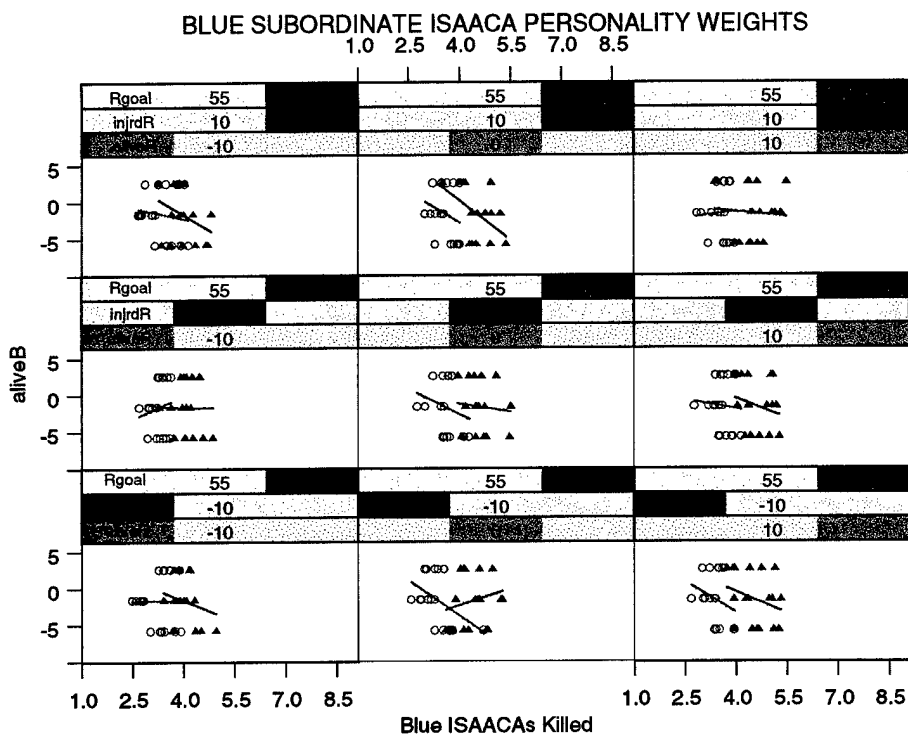 BLUE SUBORDINATE ISAACA PERSONALITY WEIGHTS
1.0 2.5 4.0 5.5 7.0 8.5
Rgoal 55 55 55
injrdR 10 10 10
-10 0 10
5
0
-5
Rgoal 55 55 55
injrdR
-10 10
5
0
-5
aliveB
Rgoal 55 55 55
-10 -10 -10
-10 10
5
0
-5
1.0 2.5 4.0 5.5 7.0 8.5 1.0 2.5 4.0 5.5 7.0 8.5
Blue ISAACAs Killed